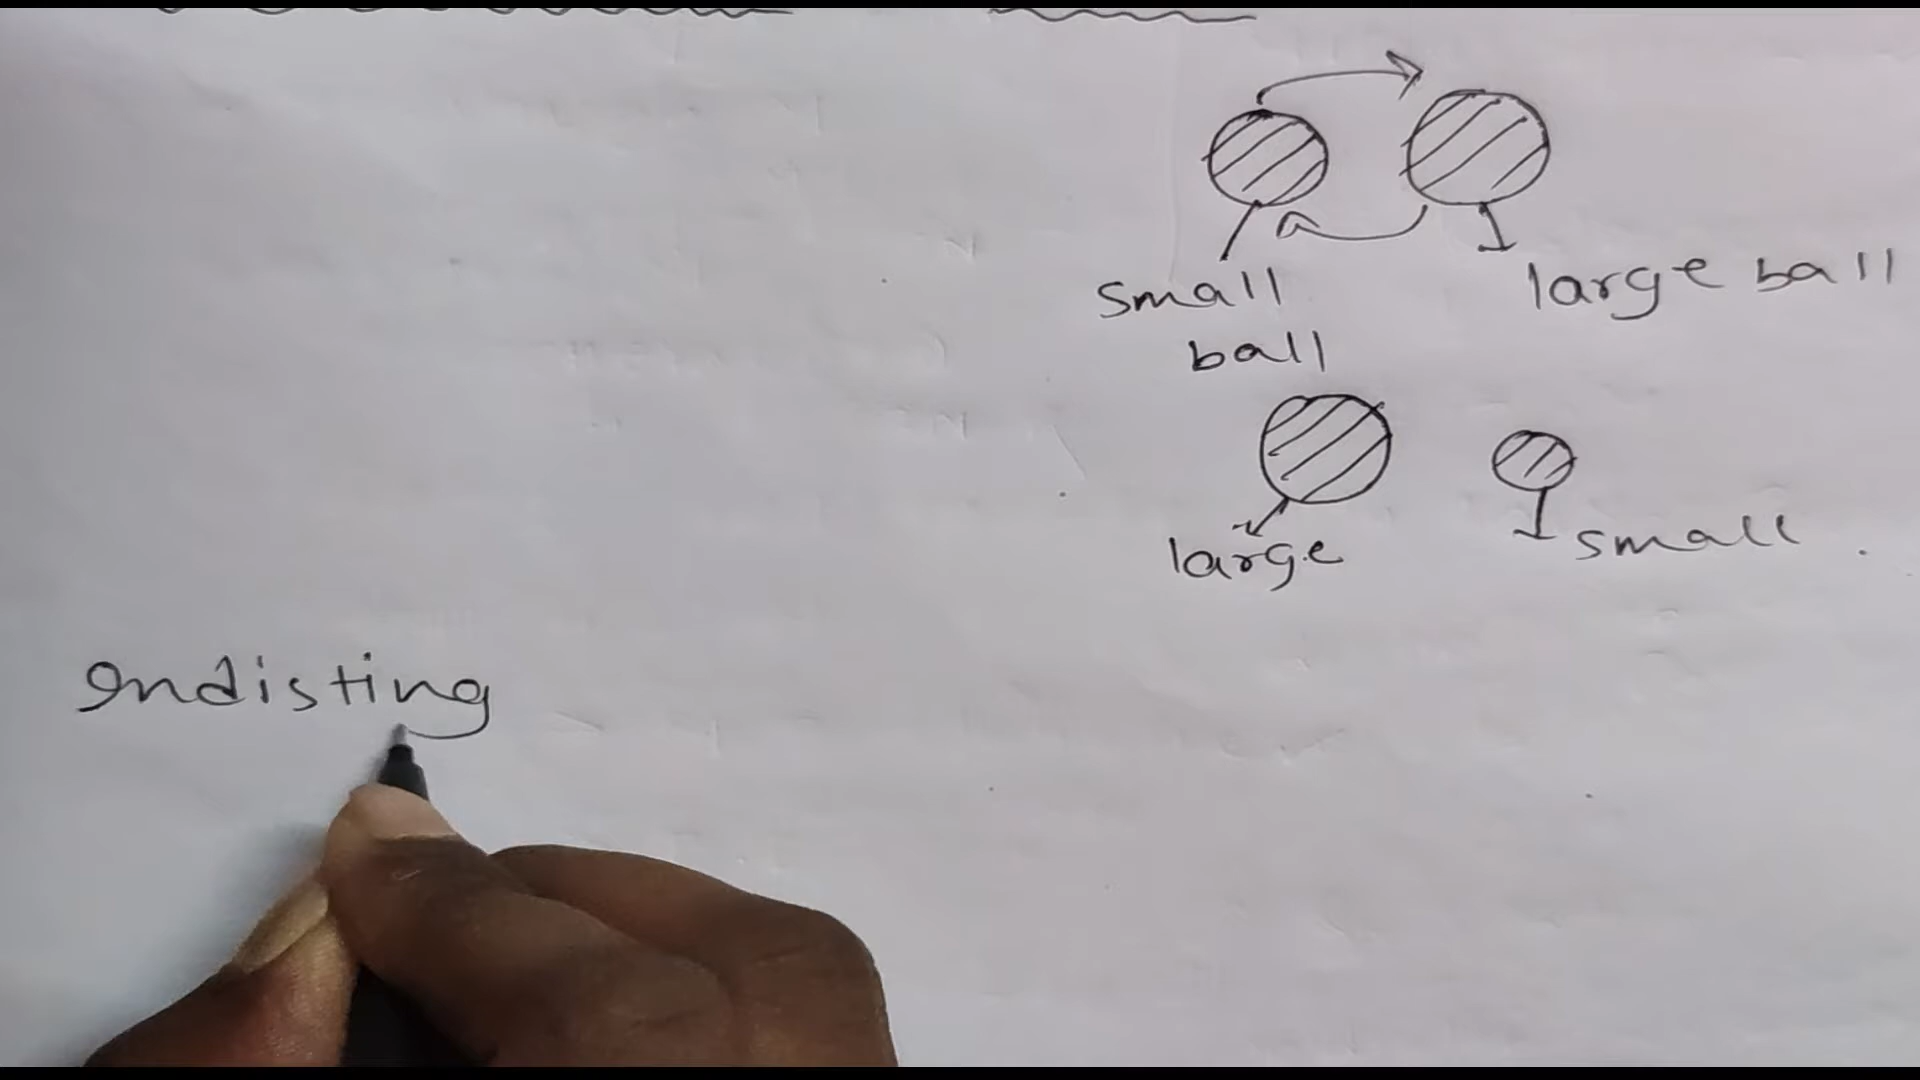 small
ball
large ball
large
small.
Indisting